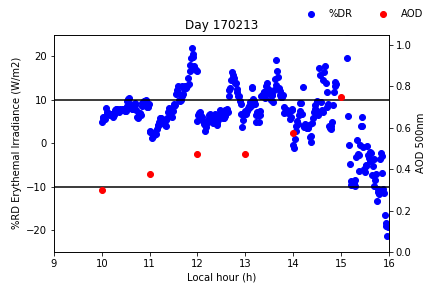 %DR AOD
Day 170213
%RD Erythemal Irradiance (W/m2)
20
10
0
−10
−20
1.0
0.8
0.6
0.4
0.2
0.0
AOD 500nm
9 10 11 12 13 14 15 16
Local hour (h)